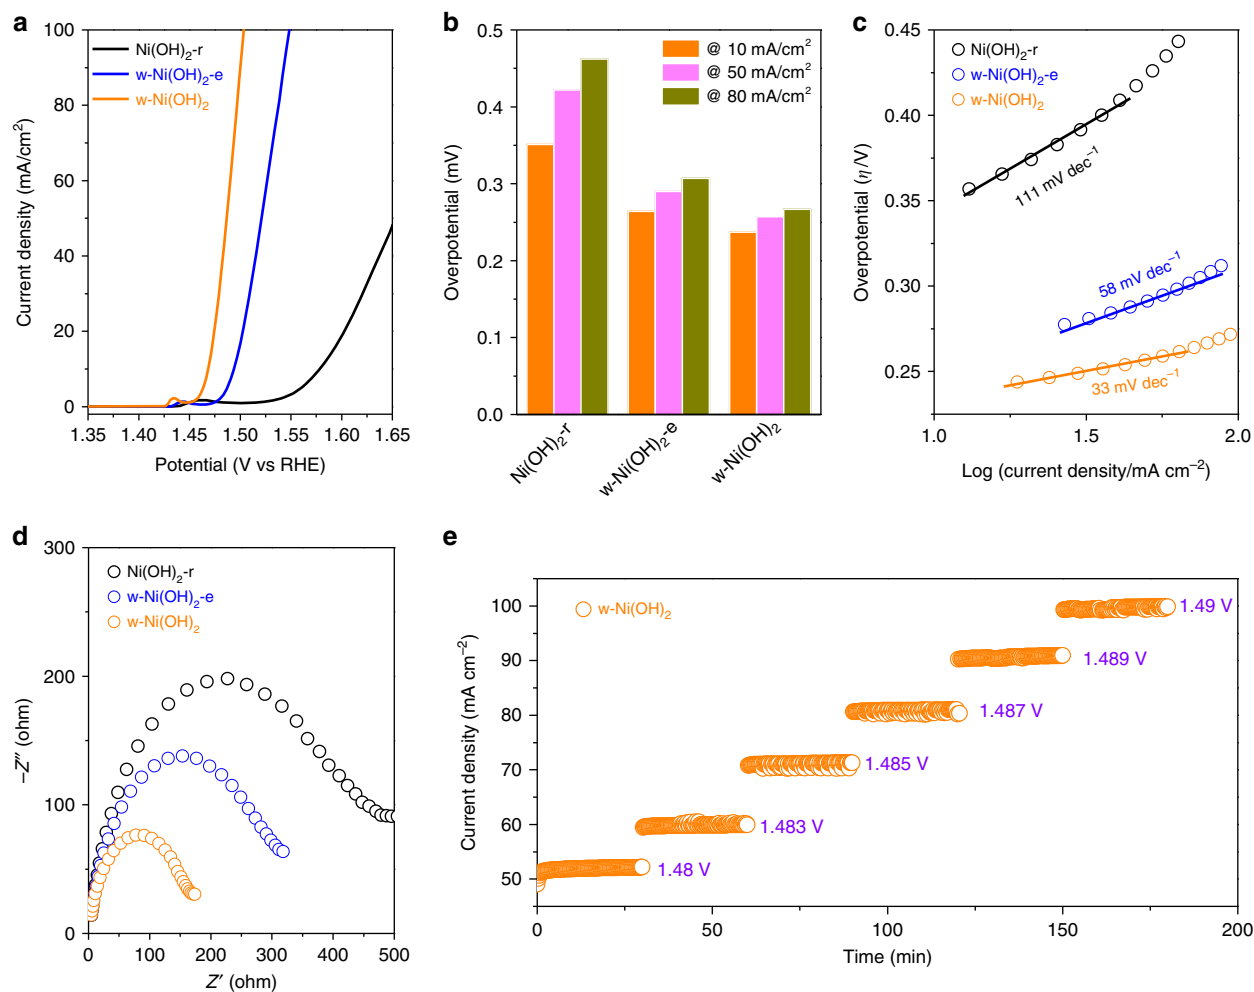 a
Ni(OH)₂-r
w-Ni(OH)₂-e
w-Ni(OH)₂
100
80
60
40
20
0
1.35 1.40 1.45 1.50 1.55 1.60 1.65
Current density (mA/cm²)
Potential (V vs RHE)
b
@ 10 mA/cm²
@ 50 mA/cm²
@ 80 mA/cm²
0.5
0.4
0.3
0.2
0.1
0.0
Overpotential (mV)
Ni(OH)₂-r
w-Ni(OH)₂-e
w-Ni(OH)₂
c
Ni(OH)₂-r
w-Ni(OH)₂-e
w-Ni(OH)₂
0.45
0.40
0.35
0.30
0.25
111 mV dec⁻¹
58 mV dec⁻¹
33 mV dec⁻¹
1.0 1.5 2.0
Overpotential (η/V)
Log (current density/mA cm⁻²)
d
Ni(OH)₂-r
w-Ni(OH)₂-e
w-Ni(OH)₂
300
200
100
0
0 100 200 300 400 500
–Z″ (ohm)
Z′ (ohm)
e
w-Ni(OH)₂
100
90
80
70
60
50
1.49 V
1.489 V
1.487 V
1.485 V
1.483 V
1.48 V
0 50 100 150 200
Current density (mA cm⁻²)
Time (min)